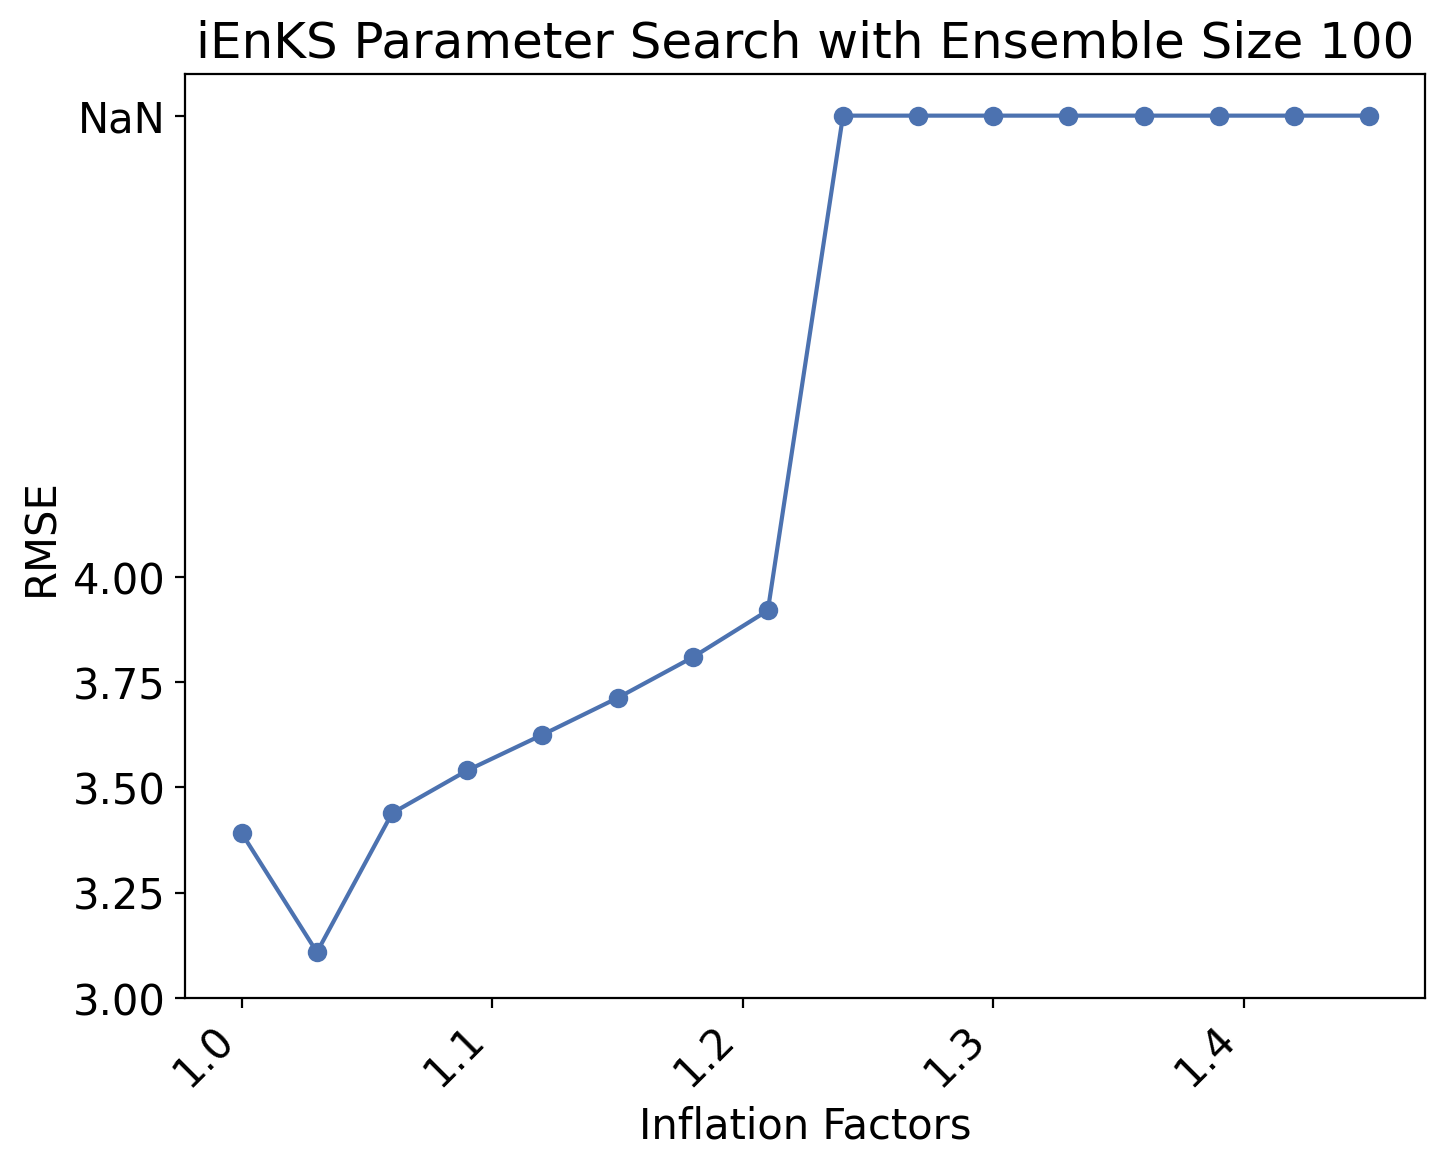 iEnKS Parameter Search with Ensemble Size 100
NaN
4.00
3.75
3.50
3.25
3.00
RMSE
1.0
1.1
1.2
1.3
1.4
Inflation Factors